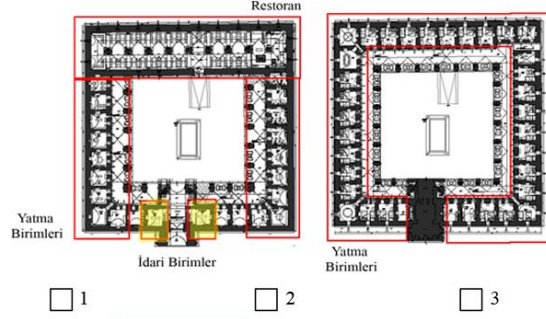 Restoran
Yatma
Birimleri
İdari Birimler
Yatma
Birimleri
1
2
3